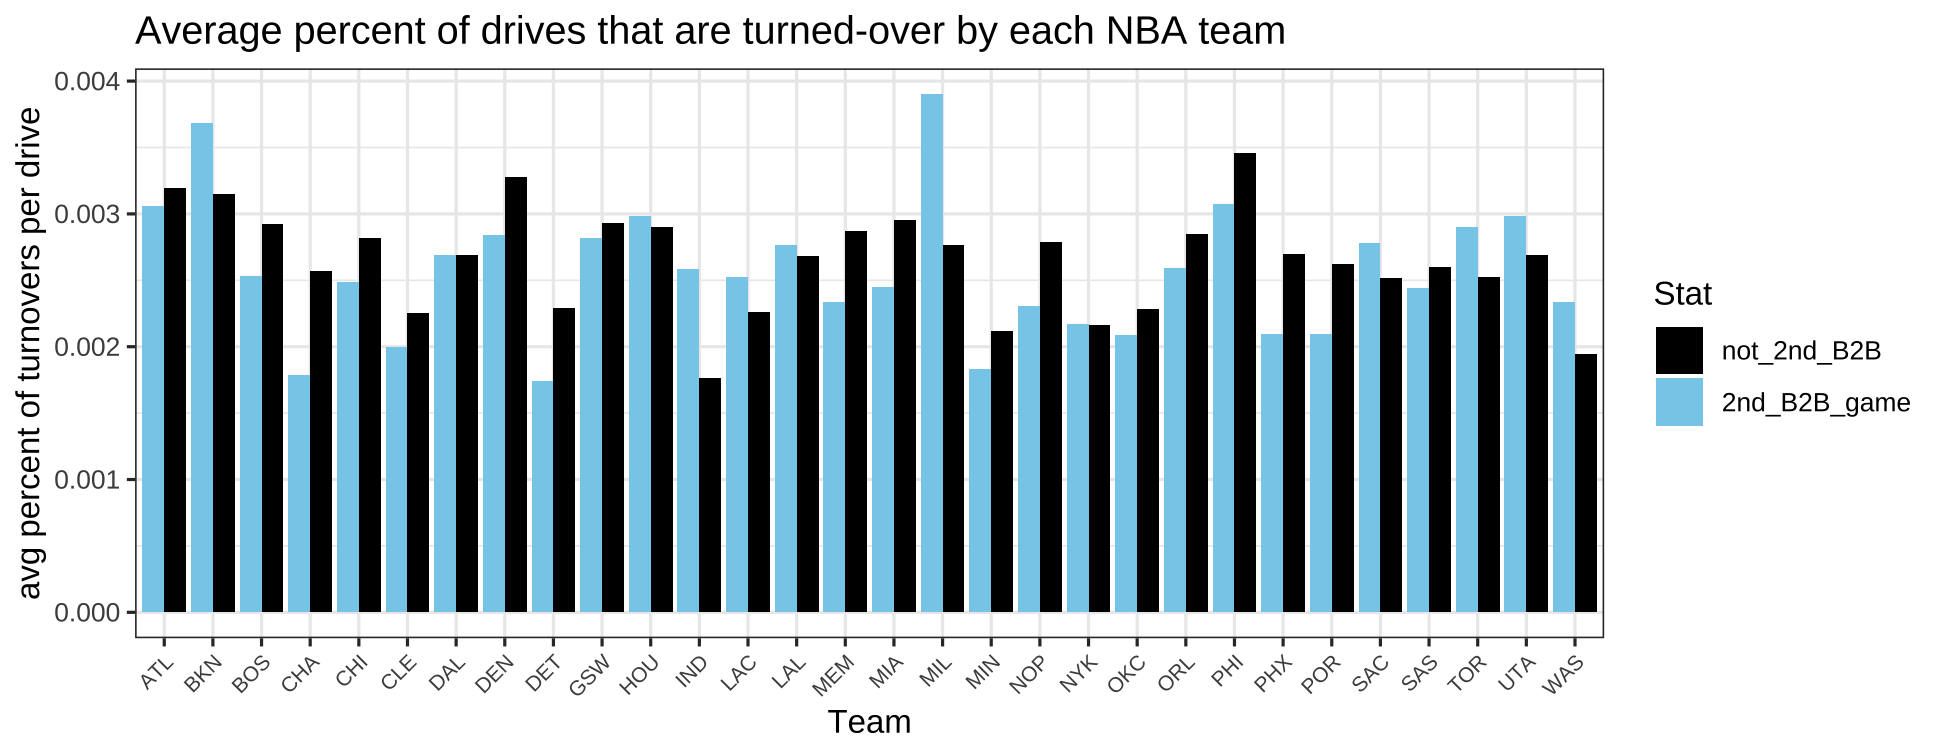 Average percent of drives that are turned-over by each NBA team
avg percent of turnovers per drive
0.004
0.003
0.002
0.001
0.000
ATL BKN BOS CHA CHI CLE DAL DEN DET GSW HOU IND LAC LAL MEM MIA MIL MIN NOP NYK OKC ORL PHI PHX POR SAC SAS TOR UTA WAS
Team
Stat
not_2nd_B2B
2nd_B2B_game